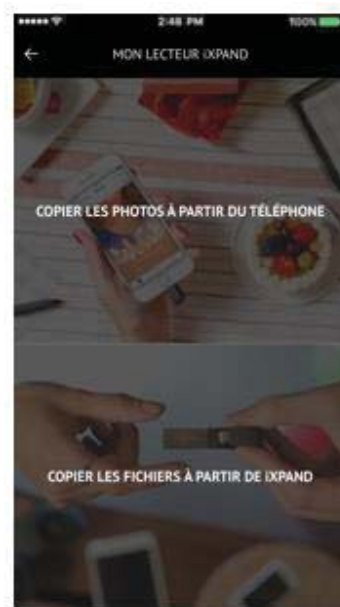 2:48 PM 100%
MON LECTEUR iXPAND
COPIER LES PHOTOS À PARTIR DU TÉLÉPHONE
COPIER LES FICHIERS À PARTIR DE iXPAND